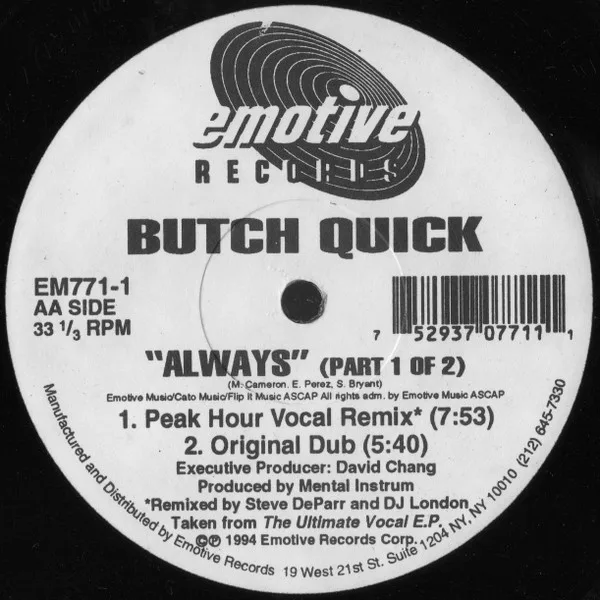 emotive
RECORDS
BUTCH QUICK
EM771-1
AA SIDE
33 1/3 RPM
7 52937 07711 1
"ALWAYS" (PART 1 OF 2)
(M. Cameron. E. Perez, S. Bryant)
Emotive Music/Cato Music/Flip it Music ASCAP All rights adm. by Emotive Music ASCAP
1. Peak Hour Vocal Remix* (7:53)
2. Original Dub (5:40)
Executive Producer: David Chang
Produced by Mental Instrum
*Remixed by Steve DeParr and DJ London
Taken from The Ultimate Vocal E.P.
©℗ 1994 Emotive Records Corp.
Manufactured and Distributed by Emotive Records 19 West 21st St. Suite 1204 NY, NY 10010 (212) 645-7330